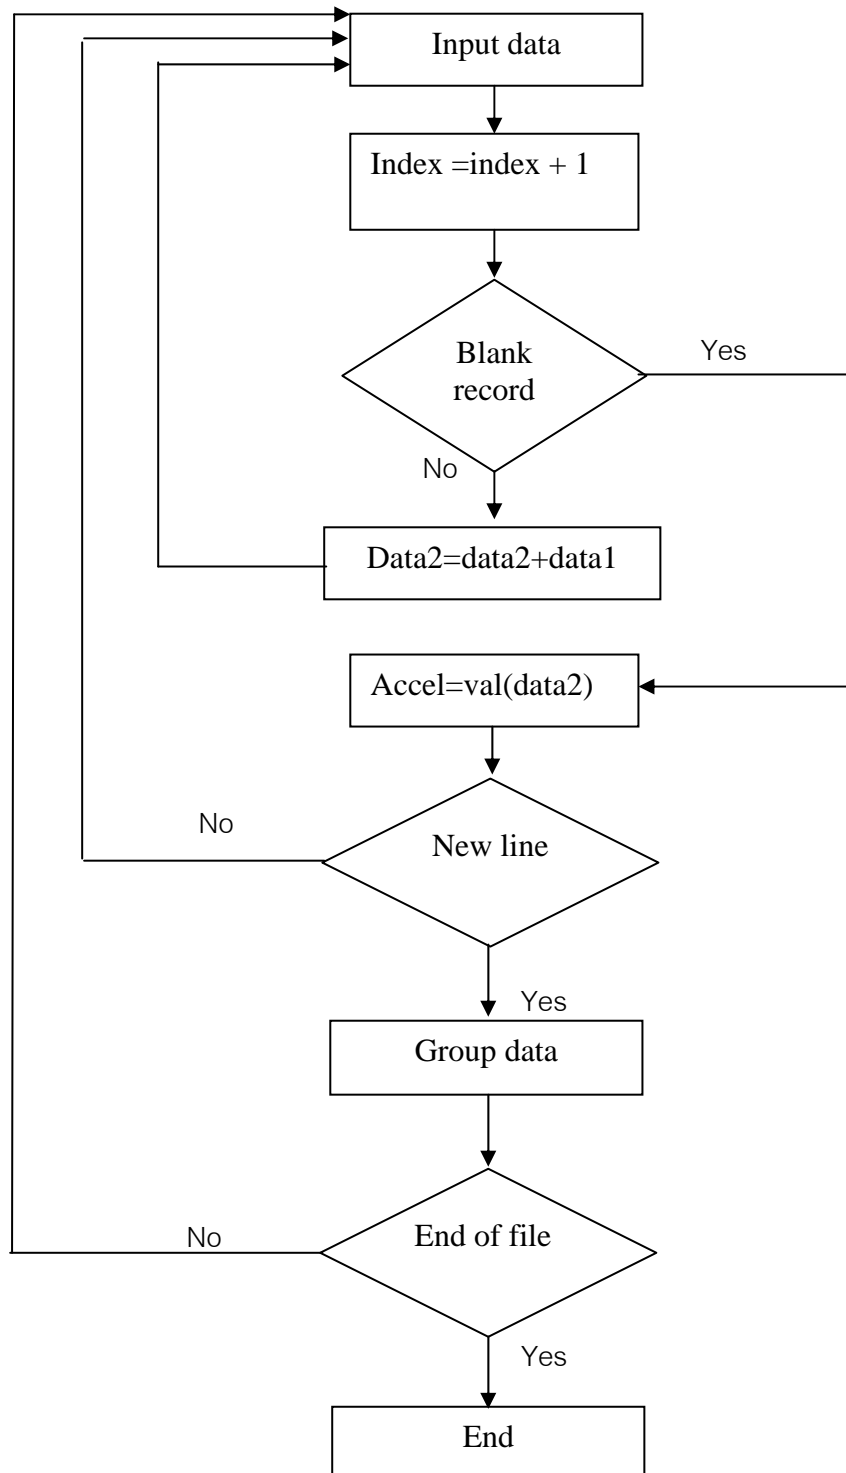 Input data
Index =index + 1
Blank
record
Yes
No
Data2=data2+data1
Accel=val(data2)
No
New line
Yes
Group data
No
End of file
Yes
End